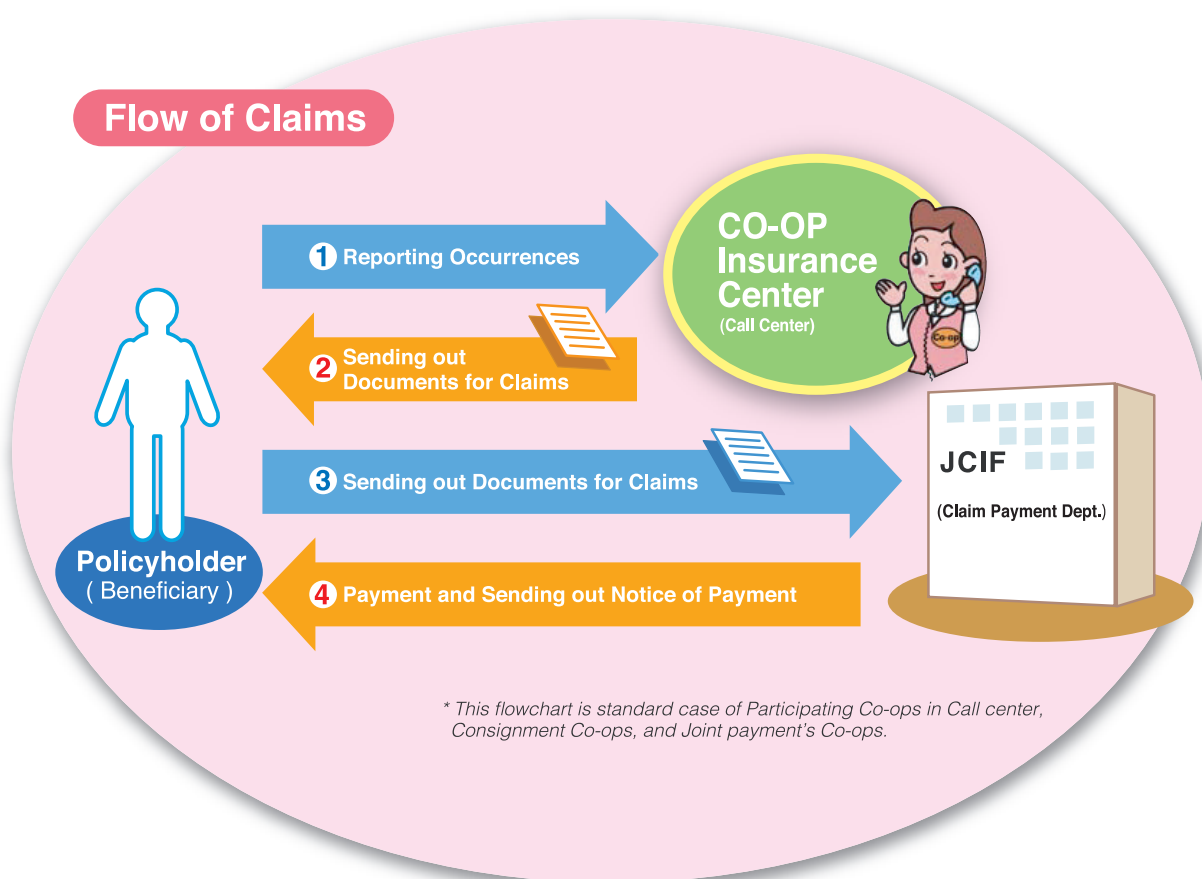 Flow of Claims
CO-OP
Insurance
Center
(Call Center)
Co-op
1 Reporting Occurrences
2 Sending out
Documents for Claims
3 Sending out Documents for Claims
JCIF
(Claim Payment Dept.)
Policyholder
( Beneficiary )
4 Payment and Sending out Notice of Payment
* This flowchart is standard case of Participating Co-ops in Call center,
Consignment Co-ops, and Joint payment's Co-ops.